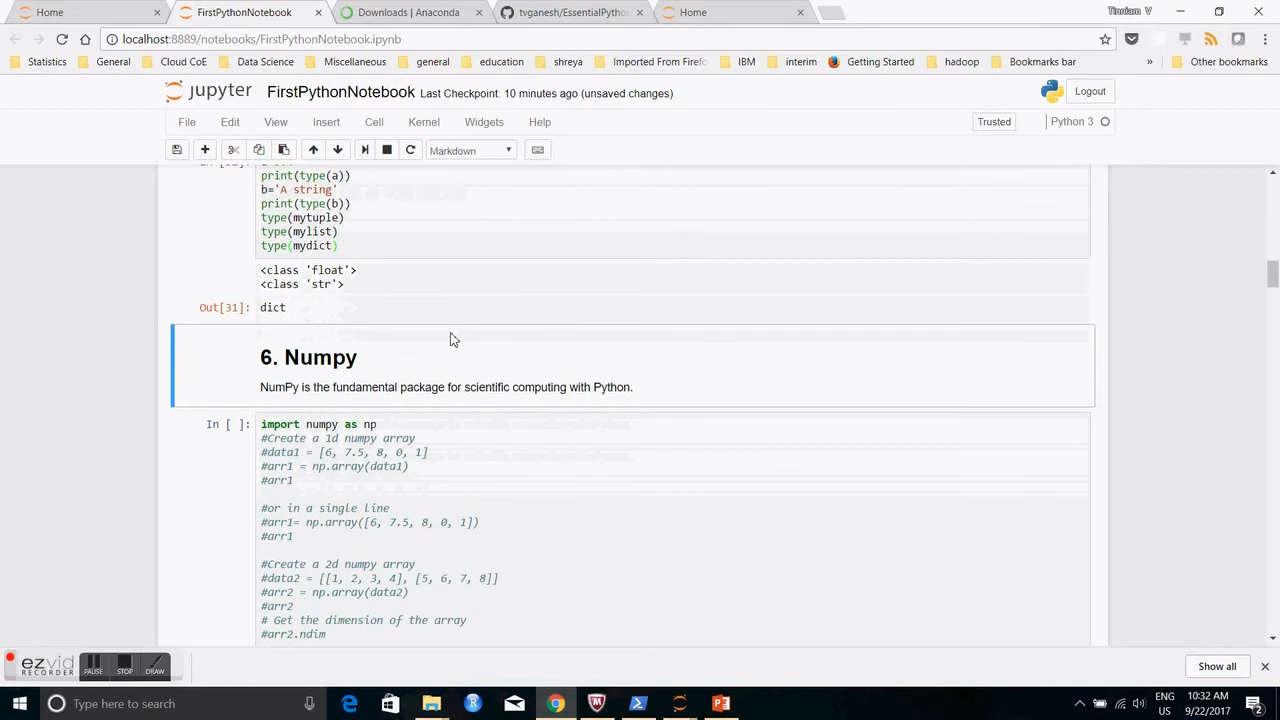 Home
FirstPythonNotebook
Downloads | Anaconda
tvganesh/EssentialPython
Home
Tinniam V
localhost:8889/notebooks/FirstPythonNotebook.ipynb
Statistics General Cloud CoE Data Science Miscellaneous general education shreya Imported From Firefo IBM interim Getting Started hadoop Bookmarks bar » Other bookmarks
jupyter FirstPythonNotebook Last Checkpoint: 10 minutes ago (unsaved changes) Logout
File Edit View Insert Cell Kernel Widgets Help Trusted Python 3
Markdown
print(type(a))
b='A string'
print(type(b))
type(mytuple)
type(mylist)
type(mydict)
<class 'float'>
<class 'str'>
Out[31]: dict
6. Numpy
NumPy is the fundamental package for scientific computing with Python.
In [ ]: import numpy as np
#Create a 1d numpy array
#data1 = [6, 7.5, 8, 0, 1]
#arr1 = np.array(data1)
#arr1
#or in a single line
#arr1= np.array([6, 7.5, 8, 0, 1])
#arr1
#Create a 2d numpy array
#data2 = [[1, 2, 3, 4], [5, 6, 7, 8]]
#arr2 = np.array(data2)
#arr2
# Get the dimension of the array
#arr2.ndim
ezvid
RECORDER
PAUSE STOP DRAW
Show all
Type here to search
ENG
US
10:32 AM
9/22/2017
2